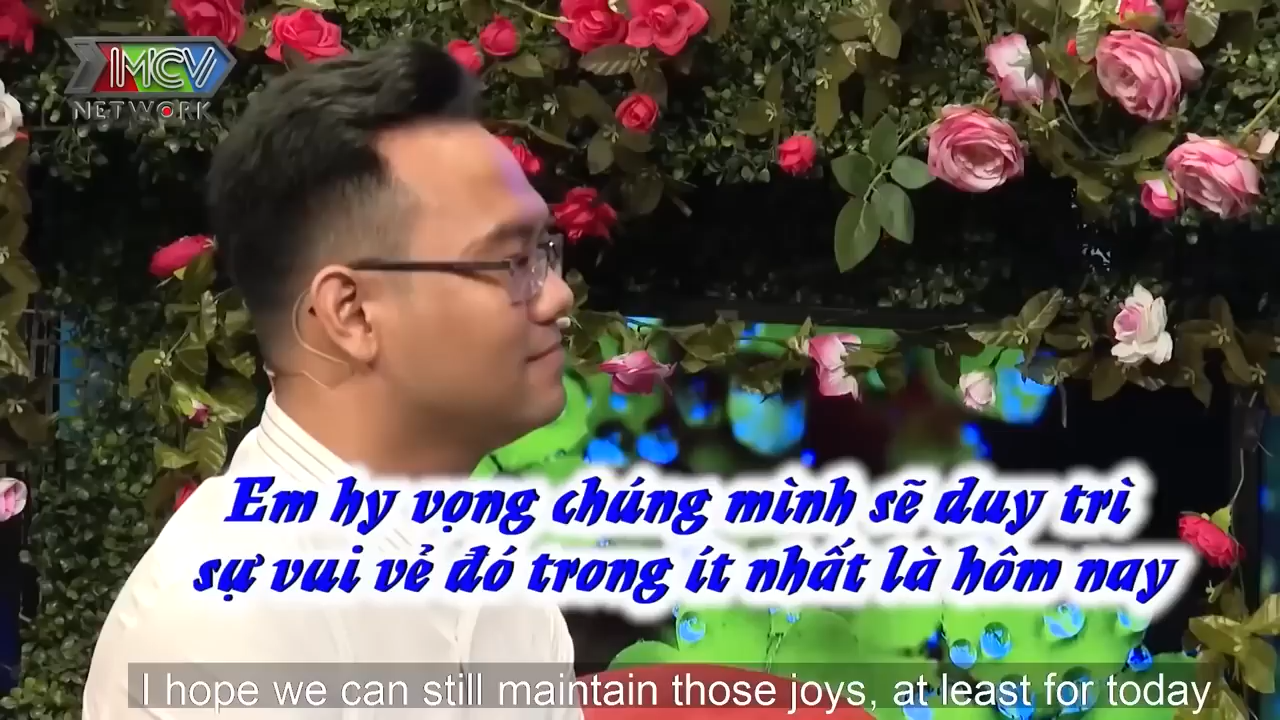 MCV
NETWORK
Em hy vọng chúng mình sẽ duy trì
sự vui vẻ đó trong ít nhất là hôm nay
I hope we can still maintain those joys, at least for today